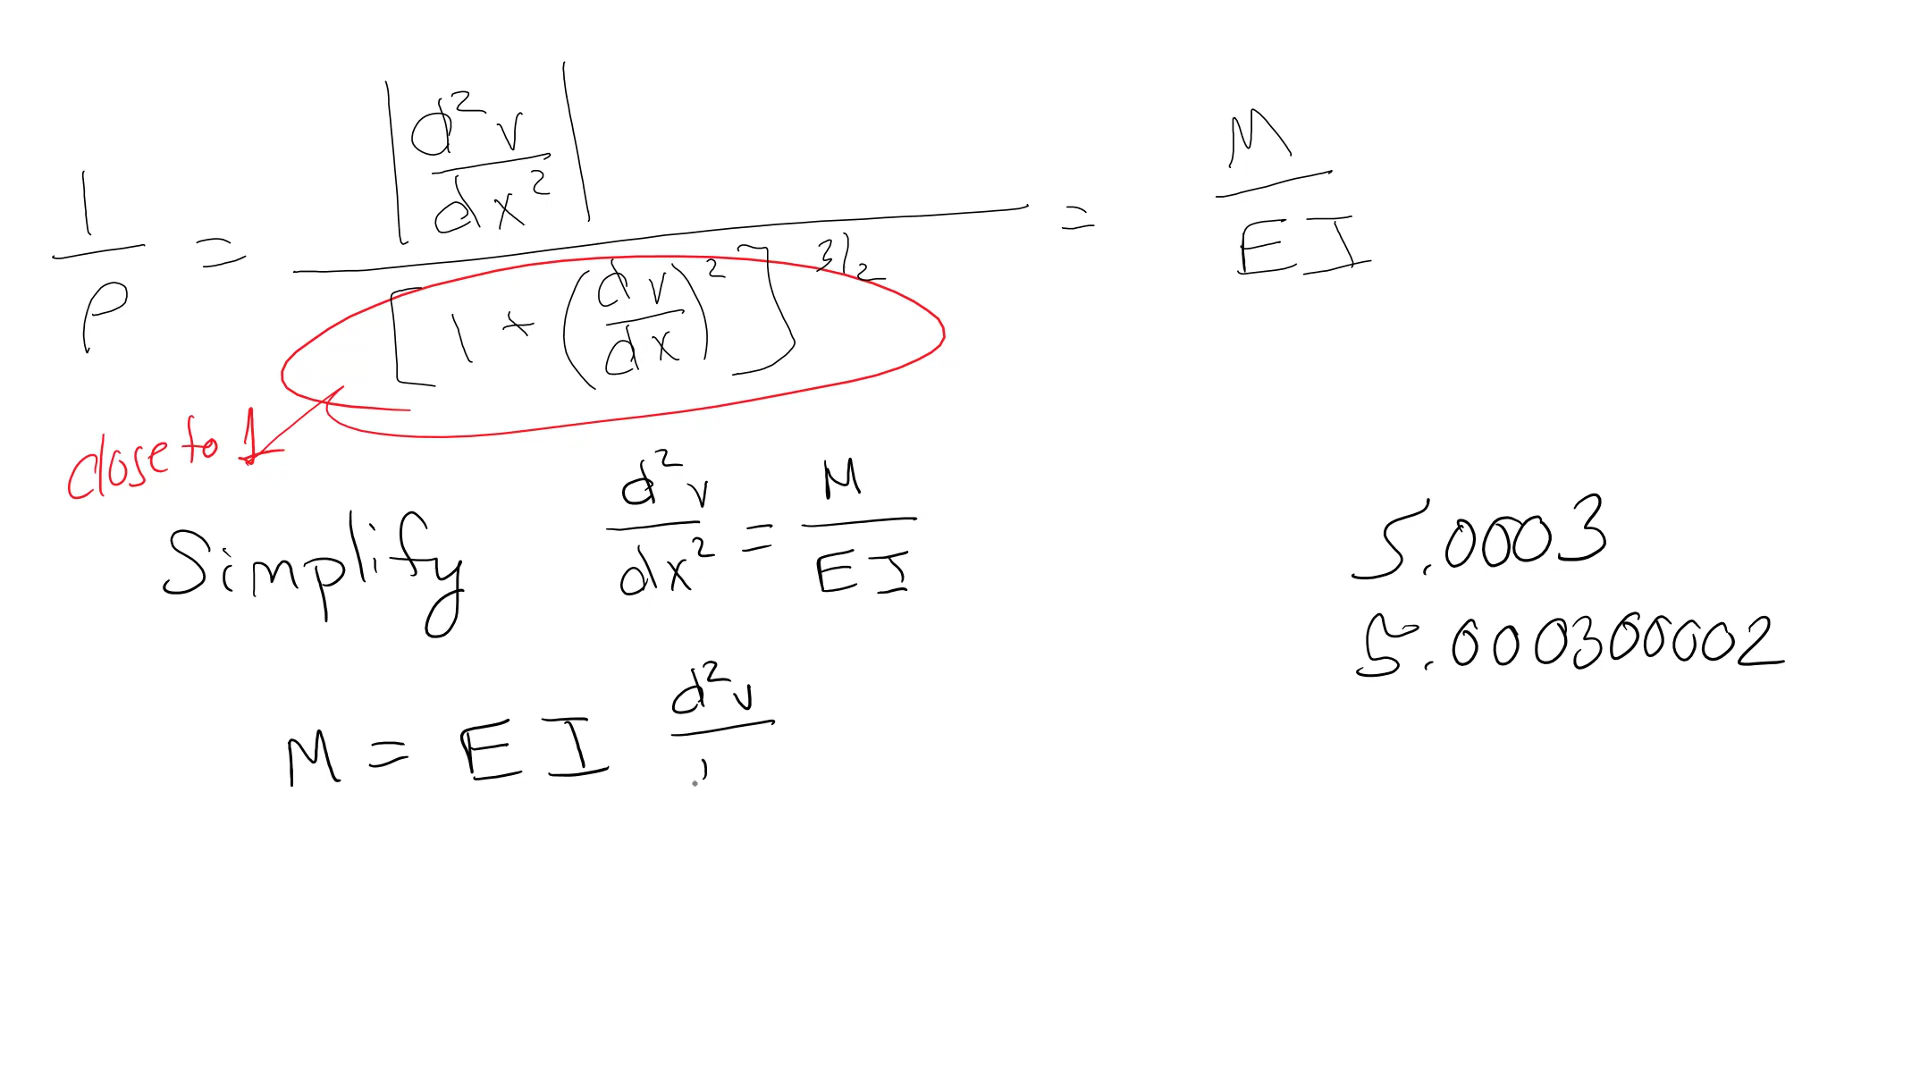 1/ρ = |d²v/dx²| / [1 + (dv/dx)²]^3/2 = M/EI
close to 1
Simplify d²v/dx² = M/EI
5.0003
5.000300002
M = EI d²v/